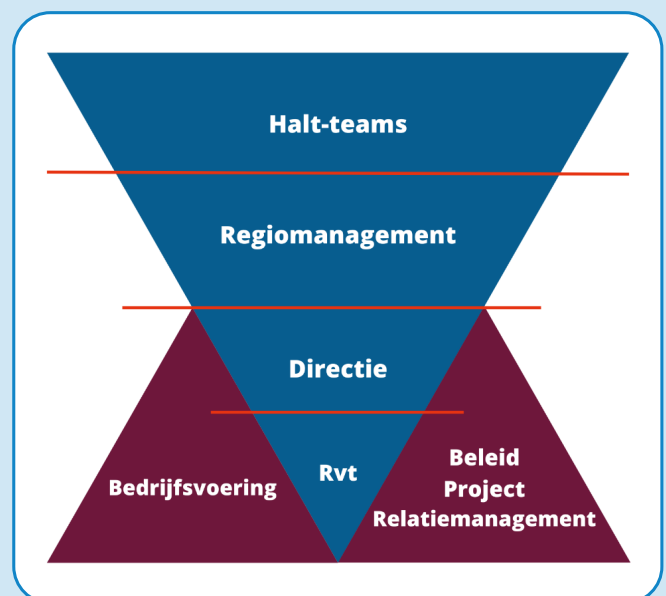 Halt-teams
Regiomanagement
Directie
Rvt
Bedrijfsvoering
Beleid
Project
Relatiemanagement